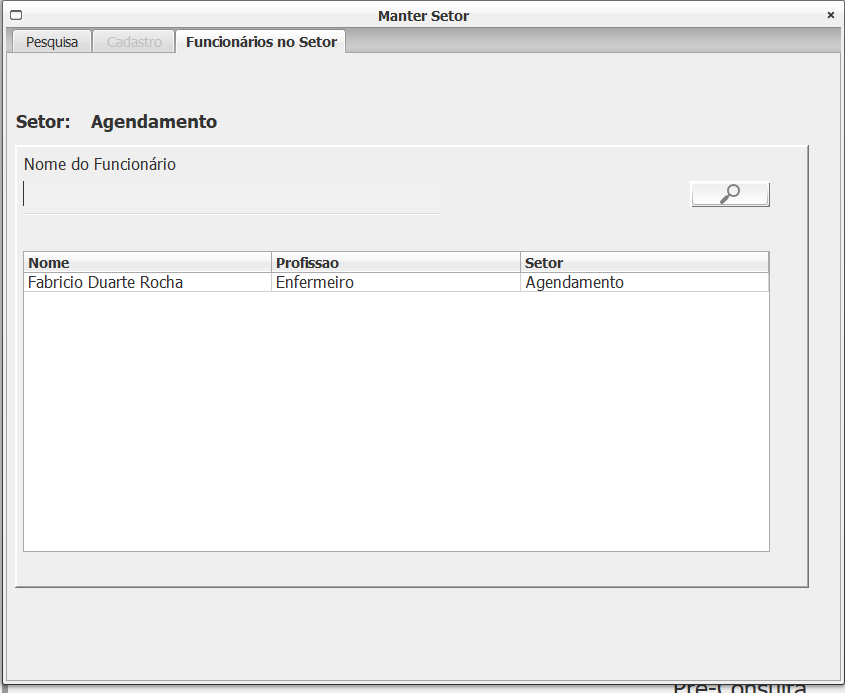 Manter Setor
Pesquisa Cadastro Funcionários no Setor
Setor: Agendamento
Nome do Funcionário
Nome Profissao Setor
Fabricio Duarte Rocha Enfermeiro Agendamento
Pré-Consulta